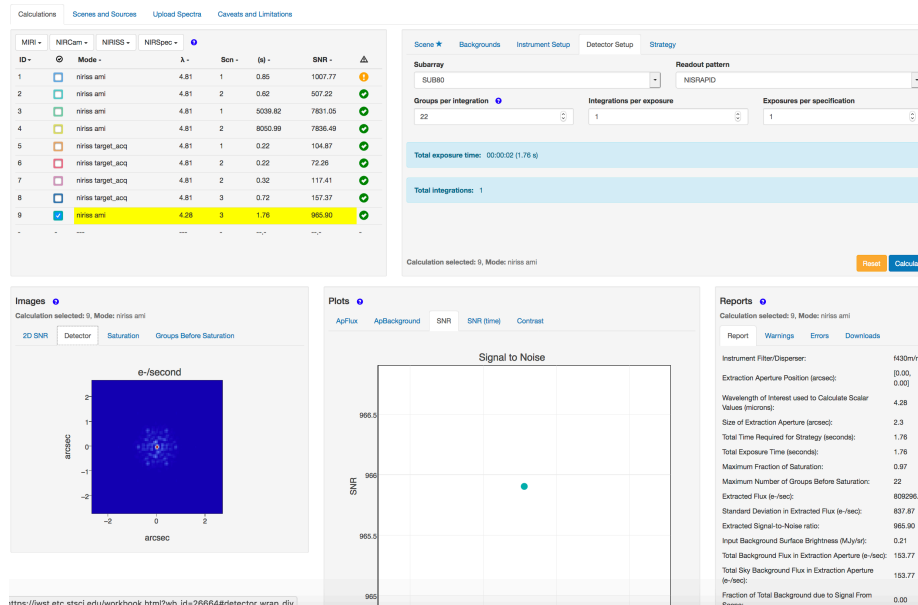 Calculations Scenes and Sources Upload Spectra Caveats and Limitations
MIRI NIRCam NIRISS NIRSpec ?
ID Mode λ Scn (s) SNR
1 niriss ami 4.81 1 0.85 1007.77
2 niriss ami 4.81 2 0.62 507.22
3 niriss ami 4.81 1 5039.82 7831.05
4 niriss ami 4.81 2 8050.99 7836.49
5 niriss target_acq 4.81 1 0.22 104.87
6 niriss target_acq 4.81 2 0.22 72.26
7 niriss target_acq 4.81 2 0.32 117.41
8 niriss target_acq 4.81 3 0.72 157.37
9 niriss ami 4.28 3 1.76 965.90
- - --- --- -- --.- --.- -
Scene ★ Backgrounds Instrument Setup Detector Setup Strategy
Subarray Readout pattern
SUB80 NISRAPID
Groups per integration ? Integrations per exposure Exposures per specification
22 1 1
Total exposure time: 00:00:02 (1.76 s)
Total integrations: 1
Calculation selected: 9, Mode: niriss ami
Reset Calcula
Images ?
Calculation selected: 9, Mode: niriss ami
2D SNR Detector Saturation Groups Before Saturation
e-/second
2
1
0
−1
−2
arcsec
−2 0 2
arcsec
https://jwst.etc.stsci.edu/workbook.html?wb_id=26664#detector_wrap_div
Plots ?
ApFlux ApBackground SNR SNR (time) Contrast
Signal to Noise
966.5
966
965.5
965
SNR
Reports ?
Calculation selected: 9, Mode: niriss ami
Report Warnings Errors Downloads
Instrument Filter/Disperser: f430m/n
Extraction Aperture Position (arcsec): [0.00, 0.00]
Wavelength of Interest used to Calculate Scalar Values (microns): 4.28
Size of Extraction Aperture (arcsec): 2.3
Total Time Required for Strategy (seconds): 1.76
Total Exposure Time (seconds): 1.76
Maximum Fraction of Saturation: 0.97
Maximum Number of Groups Before Saturation: 22
Extracted Flux (e-/sec): 809296.
Standard Deviation in Extracted Flux (e-/sec): 837.87
Extracted Signal-to-Noise ratio: 965.90
Input Background Surface Brightness (MJy/sr): 0.21
Total Background Flux in Extraction Aperture (e-/sec): 153.77
Total Sky Background Flux in Extraction Aperture (e-/sec): 153.77
Fraction of Total Background due to Signal From 0.00